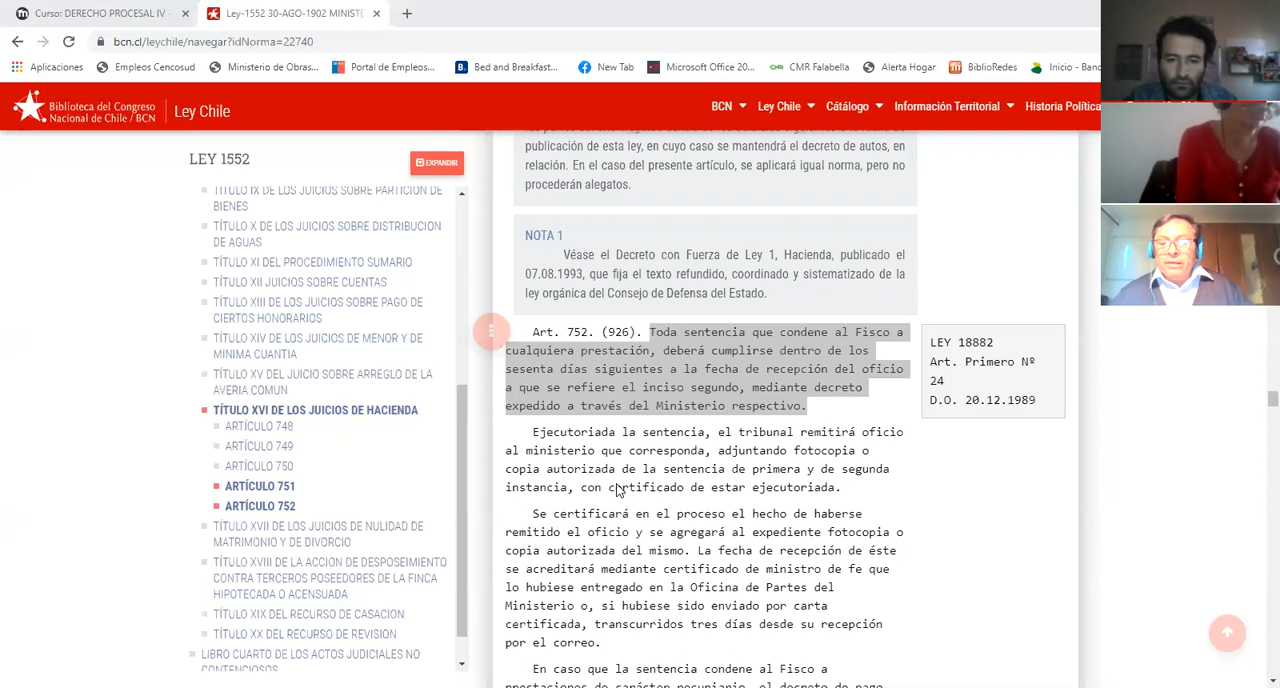 Curso: DERECHO PROCESAL IV -
Ley-1552 30-AGO-1902 MINISTE
bcn.cl/leychile/navegar?idNorma=22740
Aplicaciones
Empleos Cencosud
Ministerio de Obras...
Portal de Empleos...
Bed and Breakfast...
New Tab
Microsoft Office 20...
CMR Falabella
Alerta Hogar
BiblioRedes
Inicio - Banc
Biblioteca del Congreso
Nacional de Chile / BCN
Ley Chile
BCN
Ley Chile
Catálogo
Información Territorial
Historia Política
LEY 1552
EXPANDIR
TÍTULO IX DE LOS JUICIOS SOBRE PARTICION DE
BIENES
TÍTULO X DE LOS JUICIOS SOBRE DISTRIBUCION
DE AGUAS
TÍTULO XI DEL PROCEDIMIENTO SUMARIO
TÍTULO XII JUICIOS SOBRE CUENTAS
TÍTULO XIII DE LOS JUICIOS SOBRE PAGO DE
CIERTOS HONORARIOS
TÍTULO XIV DE LOS JUICIOS DE MENOR Y DE
MINIMA CUANTIA
TÍTULO XV DEL JUICIO SOBRE ARREGLO DE LA
AVERIA COMUN
TÍTULO XVI DE LOS JUICIOS DE HACIENDA
ARTÍCULO 748
ARTÍCULO 749
ARTÍCULO 750
ARTÍCULO 751
ARTÍCULO 752
TÍTULO XVII DE LOS JUICIOS DE NULIDAD DE
MATRIMONIO Y DE DIVORCIO
TÍTULO XVIII DE LA ACCION DE DESPOSEIMIENTO
CONTRA TERCEROS POSEEDORES DE LA FINCA
HIPOTECADA O ACENSUADA
TÍTULO XIX DEL RECURSO DE CASACION
TÍTULO XX DEL RECURSO DE REVISION
LIBRO CUARTO DE LOS ACTOS JUDICIALES NO
CONTENCIOSOS
publicación de esta ley, en cuyo caso se mantendrá el decreto de autos, en
relación. En el caso del presente artículo, se aplicará igual norma, pero no
procederán alegatos.
NOTA 1
Véase el Decreto con Fuerza de Ley 1, Hacienda, publicado el
07.08.1993, que fija el texto refundido, coordinado y sistematizado de la
ley orgánica del Consejo de Defensa del Estado.
Art. 752. (926). Toda sentencia que condene al Fisco a
cualquiera prestación, deberá cumplirse dentro de los
sesenta días siguientes a la fecha de recepción del oficio
a que se refiere el inciso segundo, mediante decreto
expedido a través del Ministerio respectivo.
Ejecutoriada la sentencia, el tribunal remitirá oficio
al ministerio que corresponda, adjuntando fotocopia o
copia autorizada de la sentencia de primera y de segunda
instancia, con certificado de estar ejecutoriada.
Se certificará en el proceso el hecho de haberse
remitido el oficio y se agregará al expediente fotocopia o
copia autorizada del mismo. La fecha de recepción de éste
se acreditará mediante certificado de ministro de fe que
lo hubiese entregado en la Oficina de Partes del
Ministerio o, si hubiese sido enviado por carta
certificada, transcurridos tres días desde su recepción
por el correo.
En caso que la sentencia condene al Fisco a
prestaciones de carácter pecuniario, el decreto de pago
LEY 18882
Art. Primero Nº
24
D.O. 20.12.1989